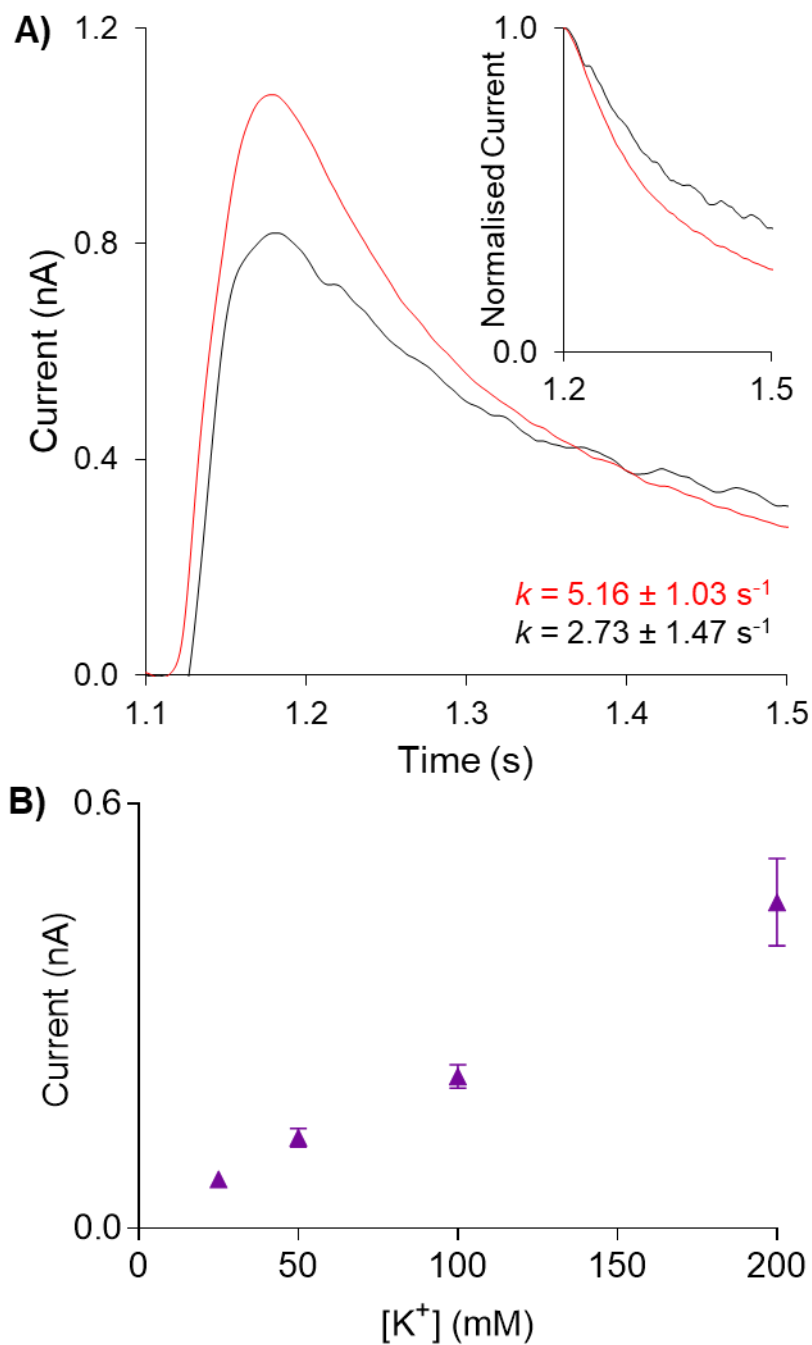 A)
1.2
0.8
0.4
0.0
Current (nA)
1.1
1.2
1.3
1.4
1.5
Time (s)
1.0
0.0
Normalised Current
1.2
1.5
k = 5.16 ± 1.03 s⁻¹
k = 2.73 ± 1.47 s⁻¹
B)
0.6
0.0
Current (nA)
0
50
100
150
200
[K⁺] (mM)